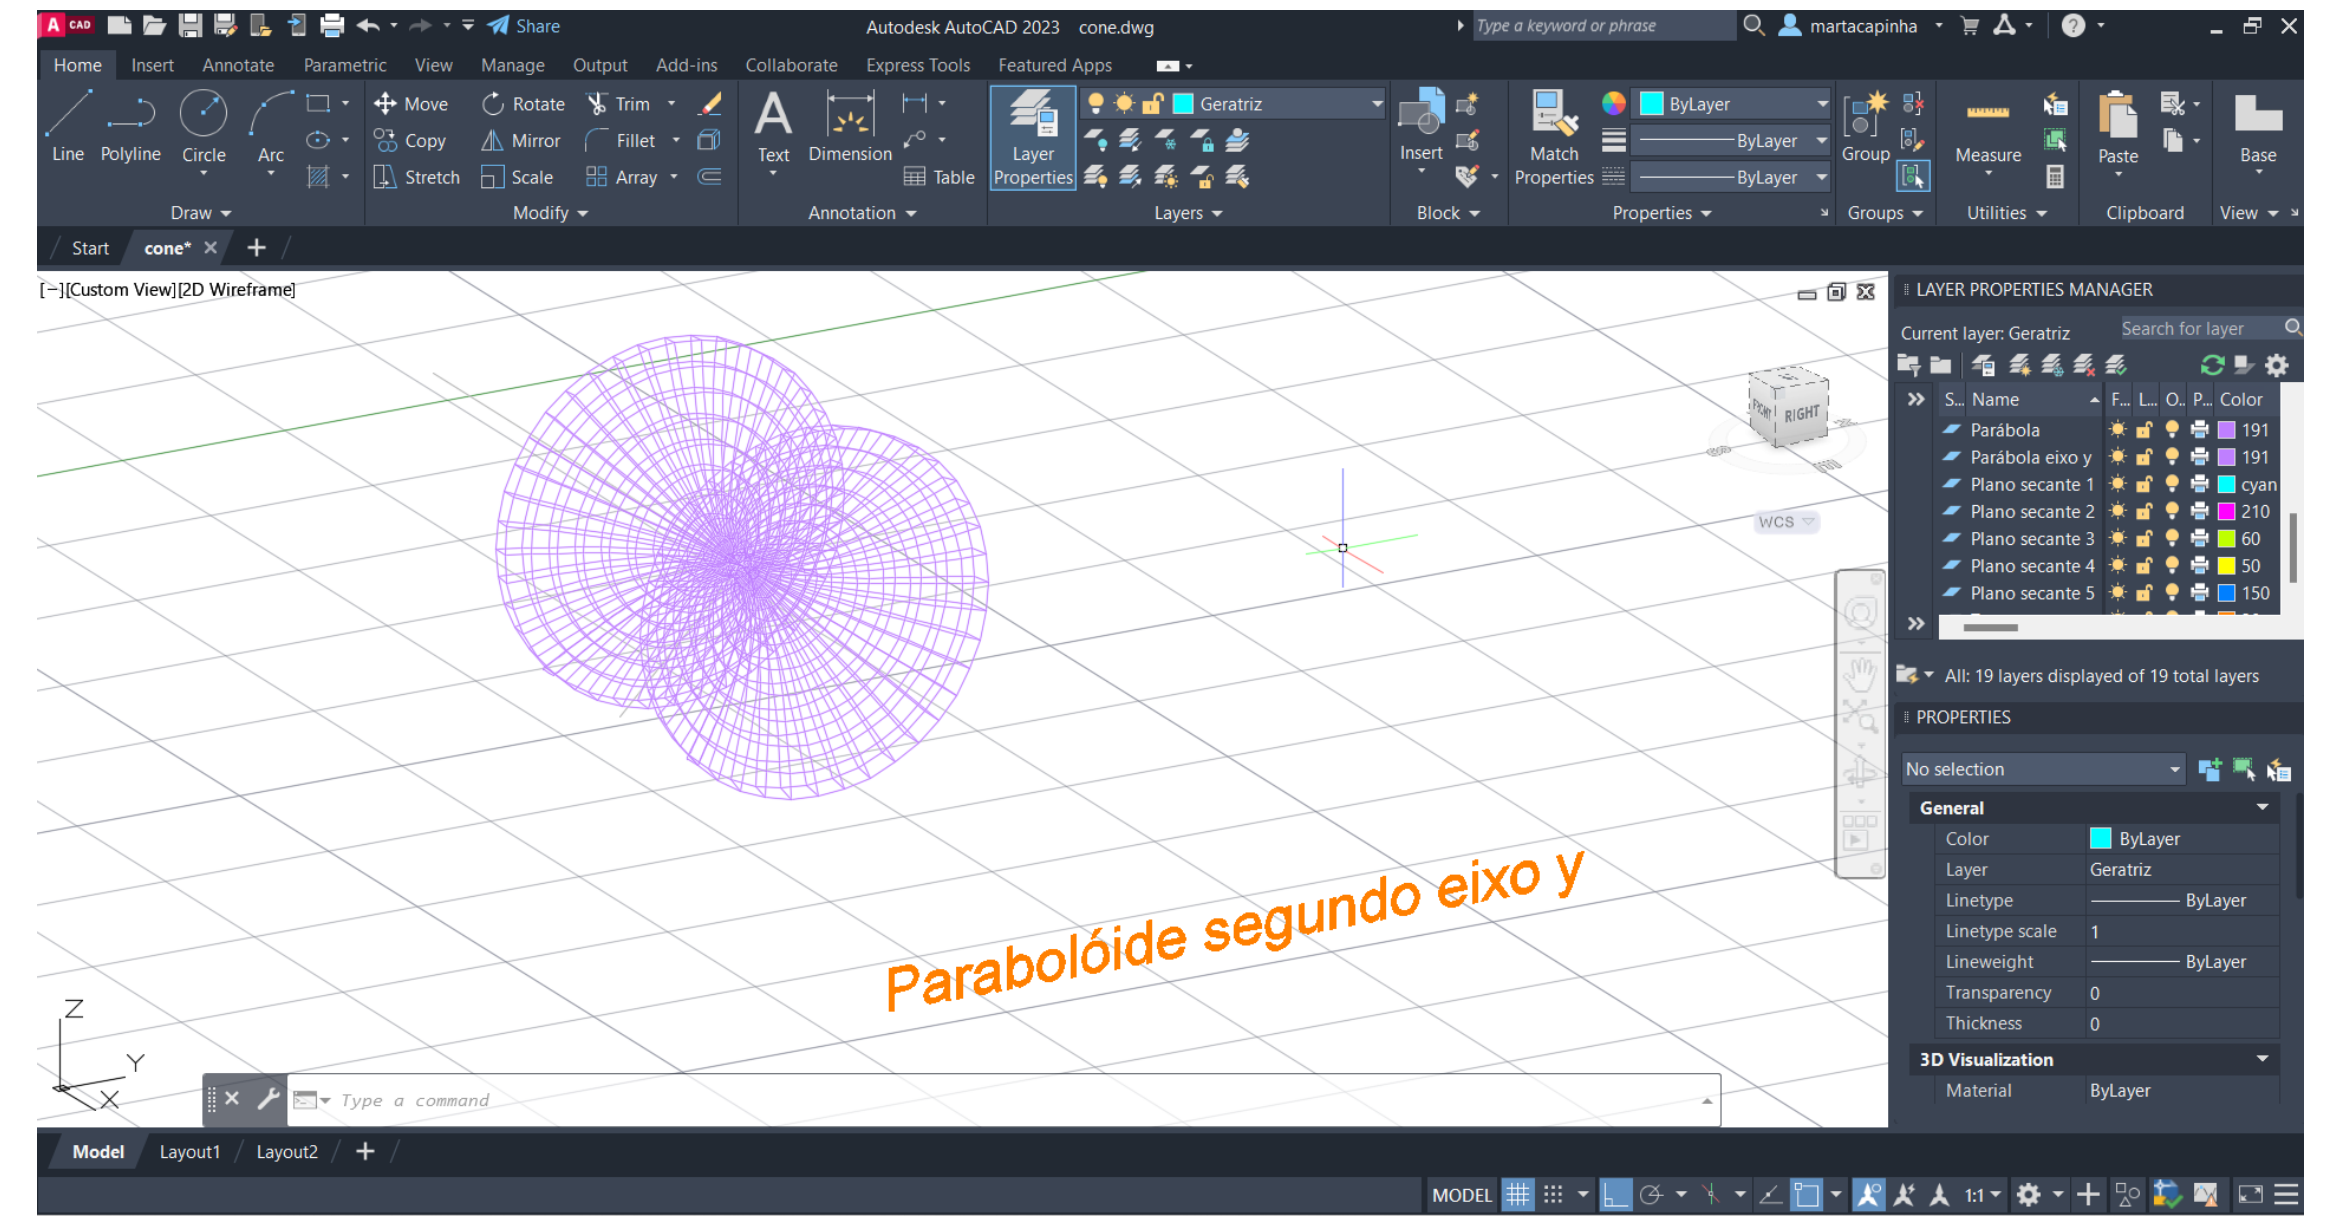 A CAD Share Autodesk AutoCAD 2023 cone.dwg Type a keyword or phrase martacapinha
Home Insert Annotate Parametric View Manage Output Add-ins Collaborate Express Tools Featured Apps
Move Rotate Trim Geratriz ByLayer
Copy Mirror Fillet ByLayer
Line Polyline Circle Arc Text Dimension Layer Properties Insert Match Properties Group Measure Paste Base
Stretch Scale Array Table ByLayer
Draw Modify Annotation Layers Block Properties Groups Utilities Clipboard View
Start cone* +
[−][Custom View][2D Wireframe]
FRONT RIGHT
WCS
Parabolóide segundo eixo y
Z
Y
X
Type a command
LAYER PROPERTIES MANAGER
Current layer: Geratriz Search for layer
S.. Name F... L... O.. P... Color
Parábola 191
Parábola eixo y 191
Plano secante 1 cyan
Plano secante 2 210
Plano secante 3 60
Plano secante 4 50
Plano secante 5 150
All: 19 layers displayed of 19 total layers
PROPERTIES
No selection
General
Color ByLayer
Layer Geratriz
Linetype ByLayer
Linetype scale 1
Lineweight ByLayer
Transparency 0
Thickness 0
3D Visualization
Material ByLayer
Model Layout1 Layout2 +
MODEL 1:1